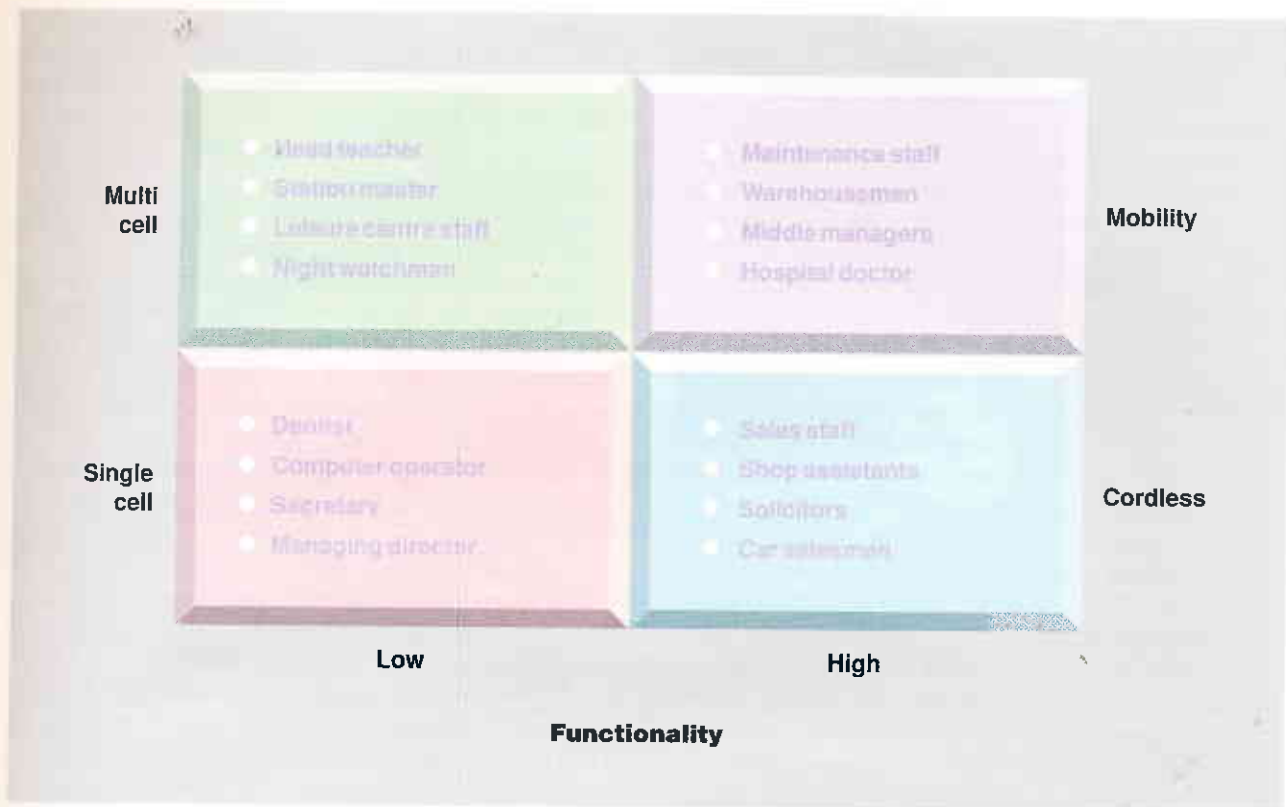 Multi
cell
Head teacher
Station master
Leisure centre staff
Night watchman
Maintenance staff
Warehousemen
Middle managers
Hospital doctor
Mobility
Single
cell
Dentist
Computer operator
Secretary
Managing director
Sales staff
Shop assistants
Solicitors
Car salesmen
Cordless
Low
High
Functionality